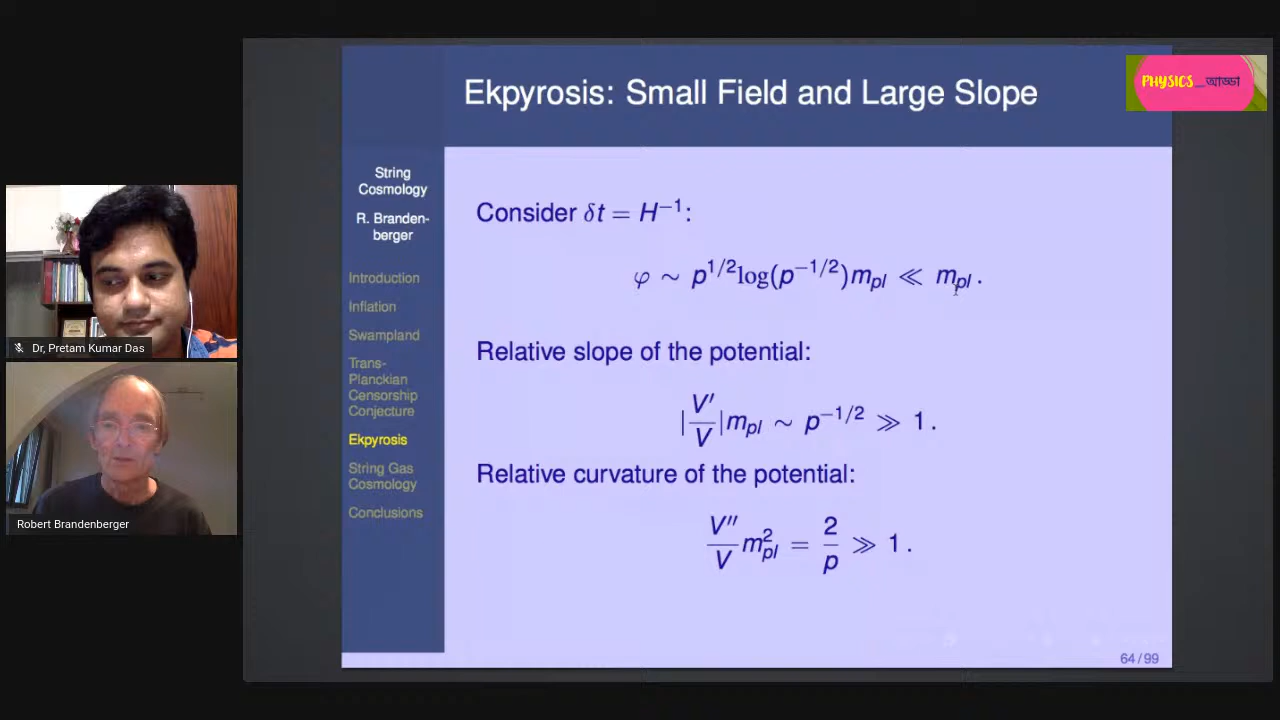 Ekpyrosis: Small Field and Large Slope
PHYSICS_আড্ডা
String
Cosmology
R. Branden-
berger
Introduction
Inflation
Swampland
Trans-
Planckian
Censorship
Conjecture
Ekpyrosis
String Gas
Cosmology
Conclusions
Consider δt = H⁻¹:
φ ∼ p^{1/2}log(p^{-1/2})m_{pl} ≪ m_{pl} .
Relative slope of the potential:
|V′/V|m_{pl} ∼ p^{-1/2} ≫ 1 .
Relative curvature of the potential:
V″/V m²_{pl} = 2/p ≫ 1 .
64/99
Dr, Pretam Kumar Das
Robert Brandenberger